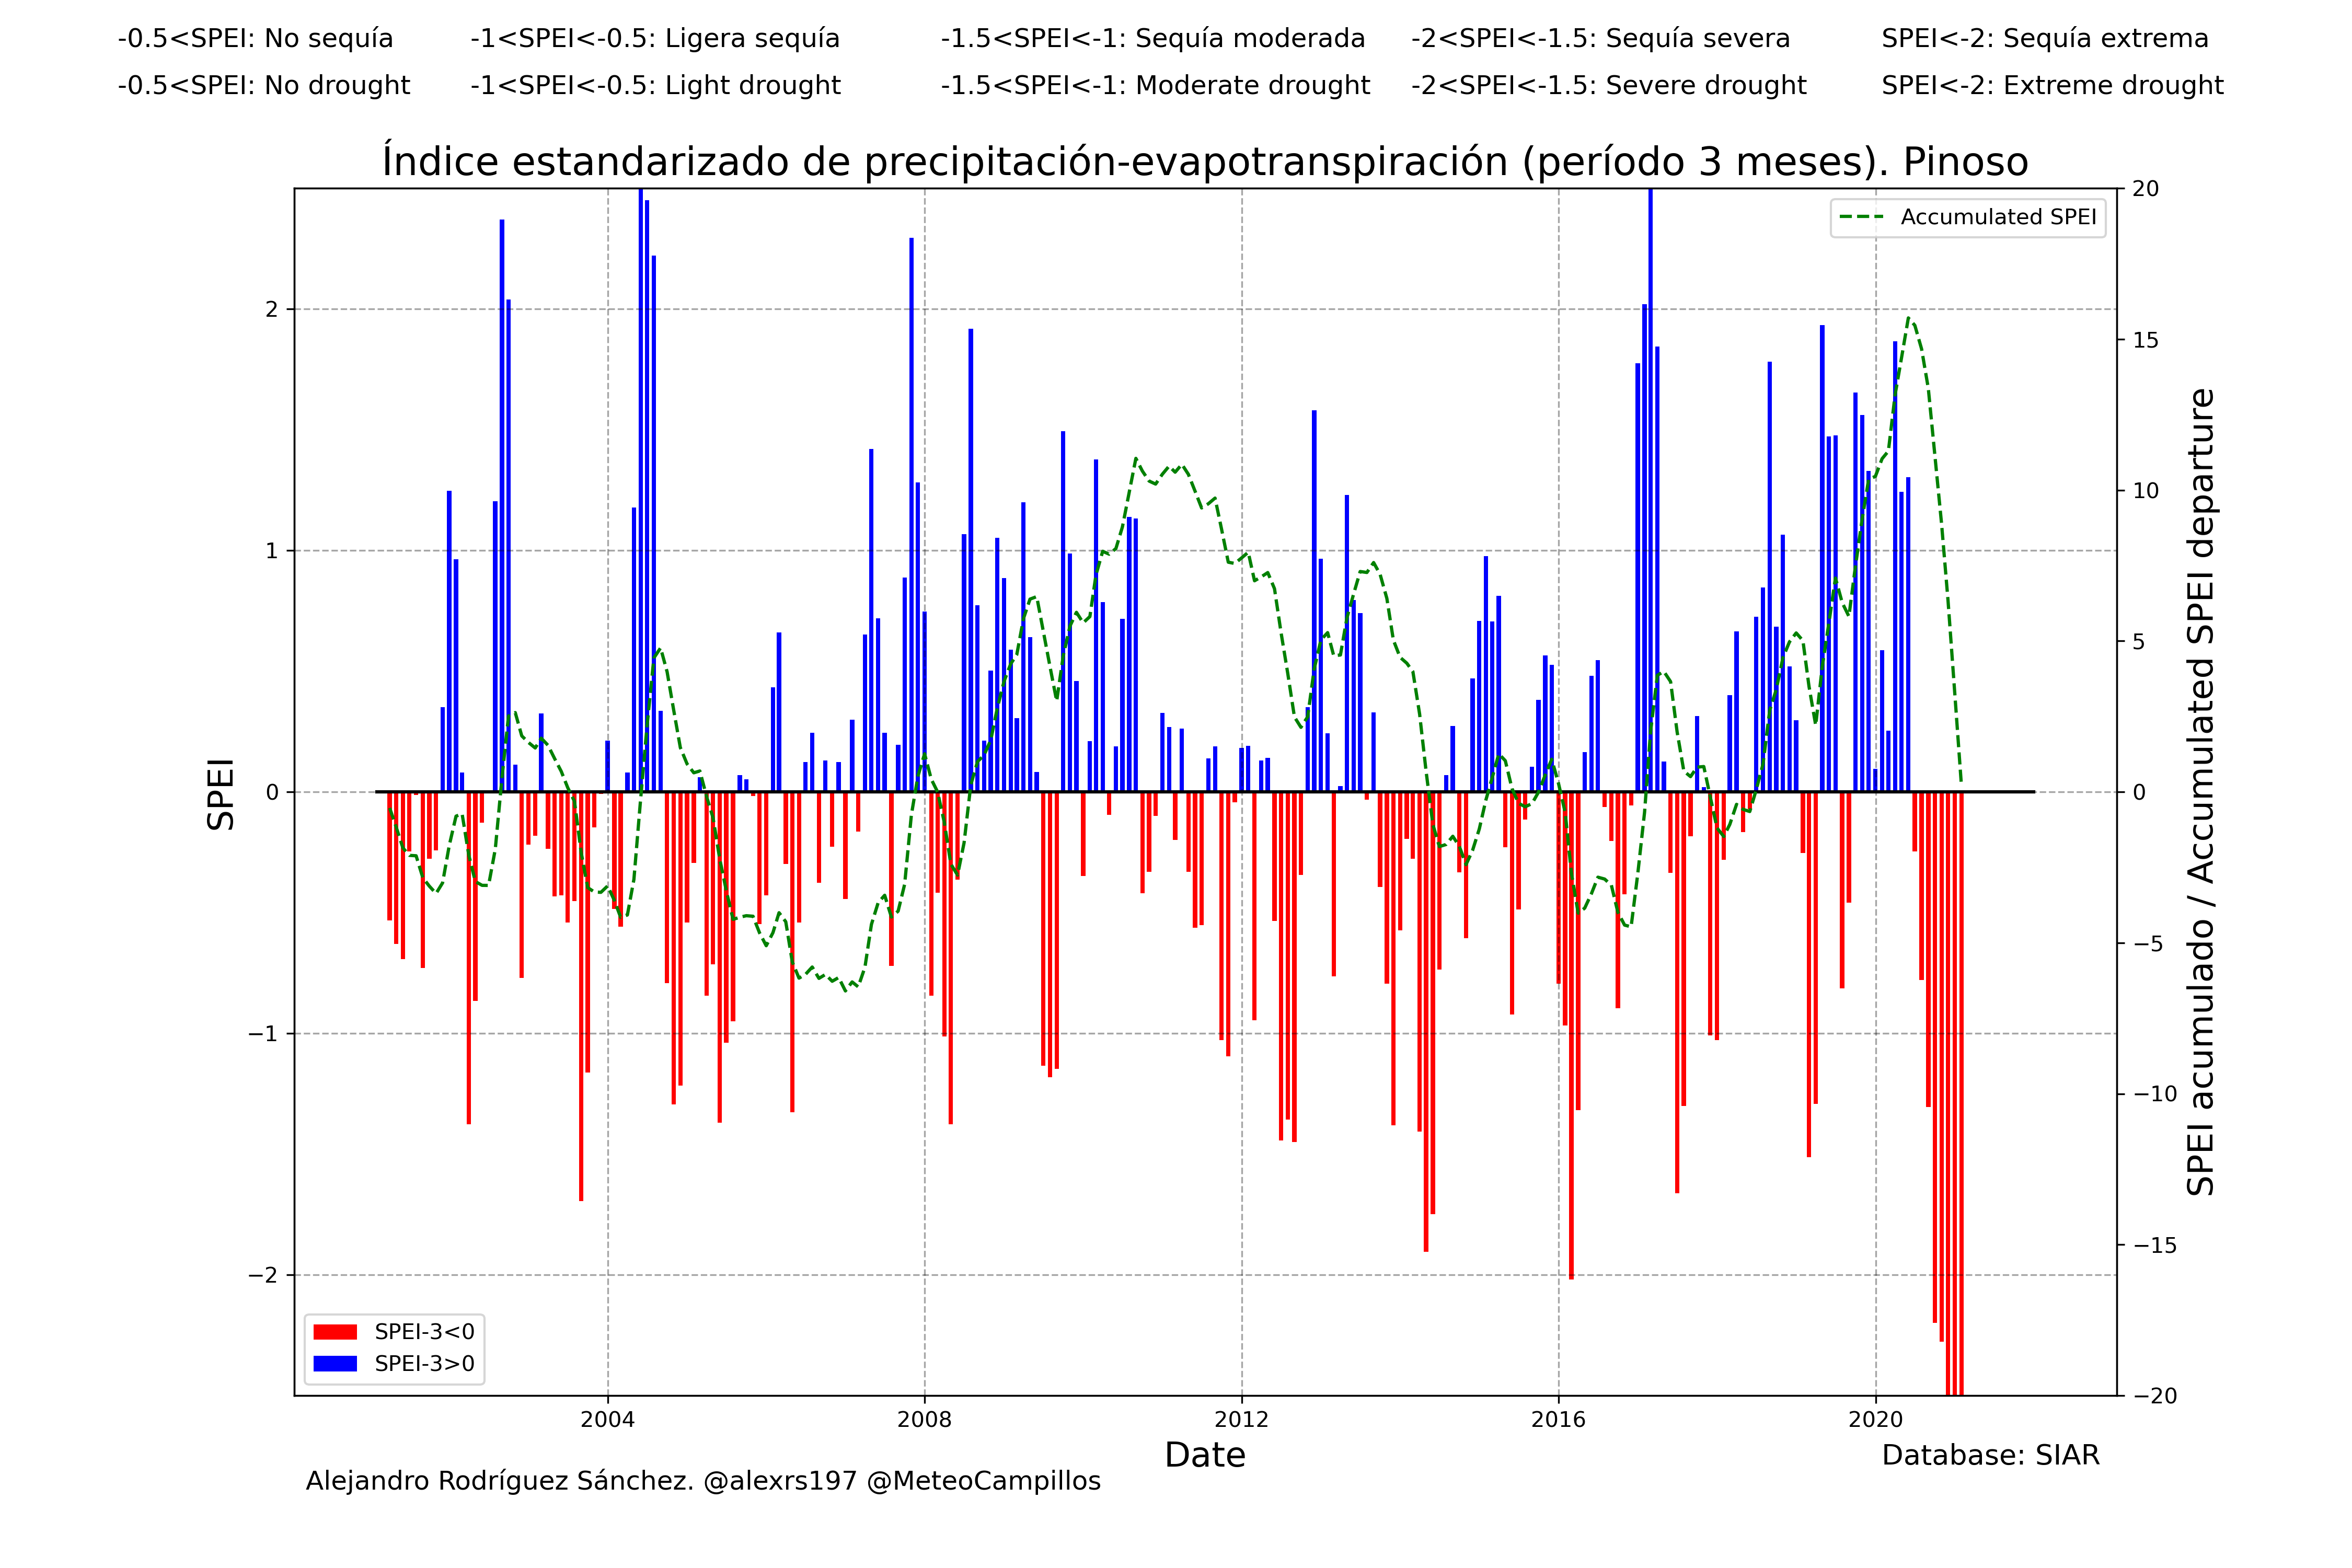 -0.5<SPEI: No sequía -1<SPEI<-0.5: Ligera sequía -1.5<SPEI<-1: Sequía moderada -2<SPEI<-1.5: Sequía severa SPEI<-2: Sequía extrema
-0.5<SPEI: No drought -1<SPEI<-0.5: Light drought -1.5<SPEI<-1: Moderate drought -2<SPEI<-1.5: Severe drought SPEI<-2: Extreme drought
Índice estandarizado de precipitación-evapotranspiración (período 3 meses). Pinoso
Accumulated SPEI
SPEI
2
1
0
−1
−2
20
15
10
5
0
−5
−10
−15
−20
SPEI acumulado / Accumulated SPEI departure
SPEI-3<0
SPEI-3>0
2004 2008 2012 2016 2020
Date
Database: SIAR
Alejandro Rodríguez Sánchez. @alexrs197 @MeteoCampillos